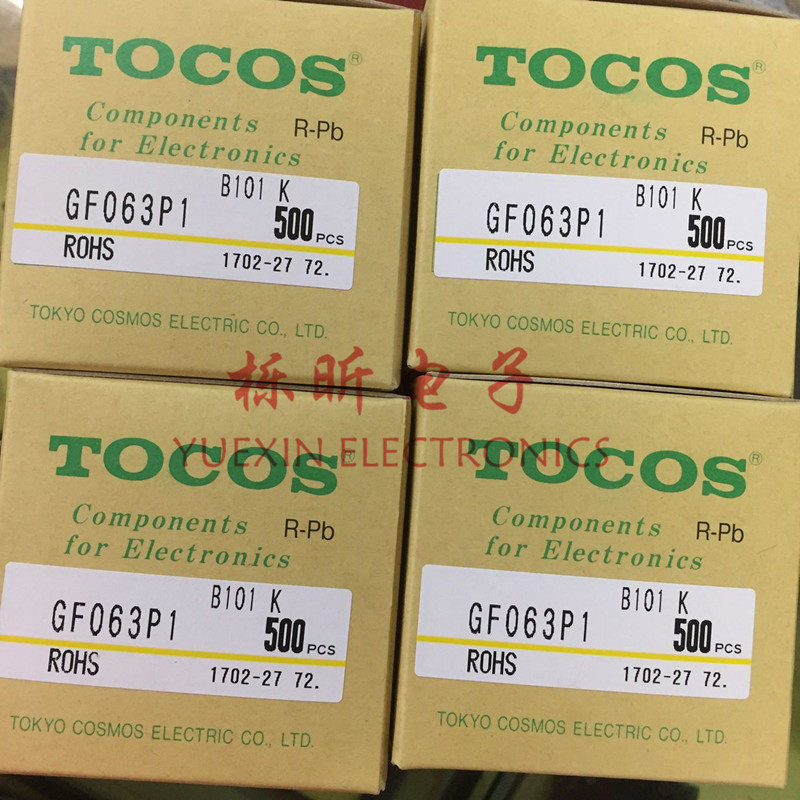 TOCOS®
Components
for Electronics
R-Pb
B101 K
GF063P1
500 PCS
ROHS
1702-27 72.
TOKYO COSMOS ELECTRIC CO., LTD.
TOCOS®
Components
for Electronics
R-Pb
B101 K
GF063P1
500 PCS
ROHS
1702-27 72.
TOKYO COSMOS ELECTRIC CO., LTD.
栎昕电子
YUEXIN ELECTRONICS
TOCOS®
Components
for Electronics
R-Pb
B101 K
GF063P1
500 PCS
ROHS
1702-27 72.
TOKYO COSMOS ELECTRIC CO., LTD.
TOCOS®
Components
for Electronics
R-Pb
B101 K
GF063P1
500 PCS
ROHS
1702-27 72.
TOKYO COSMOS ELECTRIC CO., LTD.